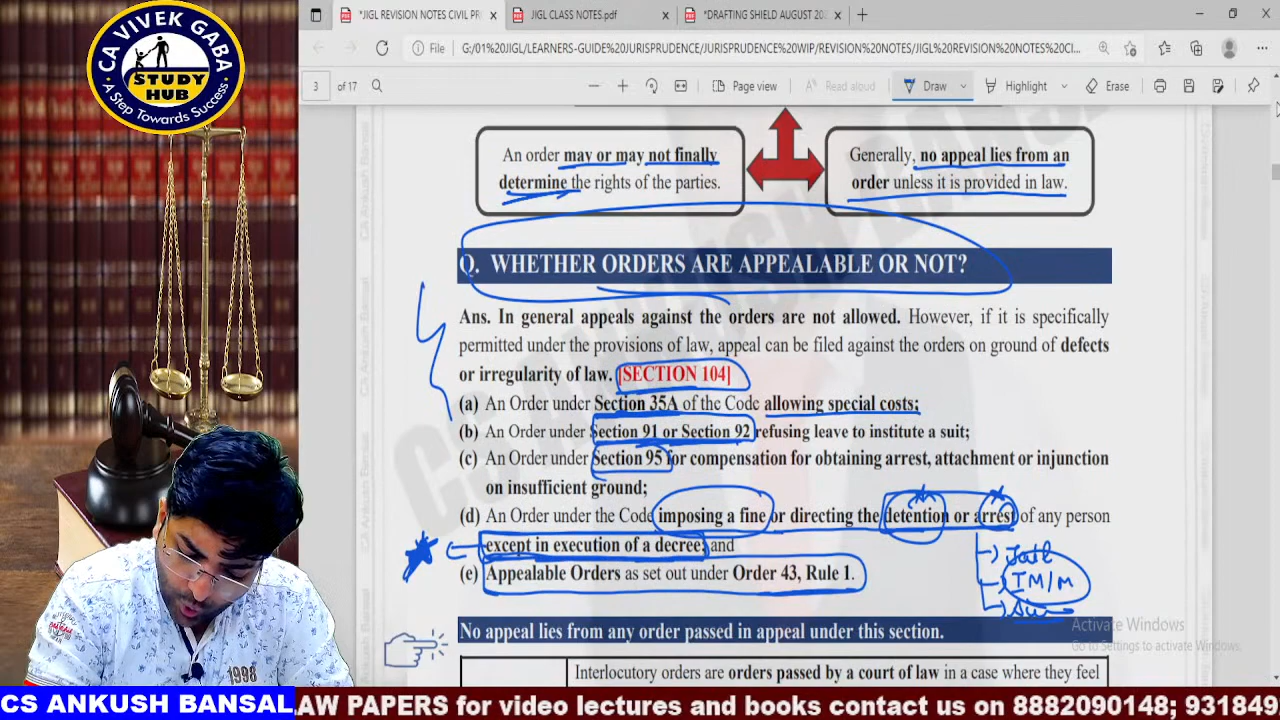 *JIGL REVISION NOTES CIVIL PR
JIGL CLASS NOTES.pdf
*DRAFTING SHIELD AUGUST 202
File
G:/01%20JIGL/LEARNERS-GUIDE%20JURISPRUDENCE/JURISPRUDENCE%20WIP/REVISION%20NOTES/JIGL%20REVISION%20NOTES%20CI...
3 of 17
Page view
Read aloud
Draw
Highlight
Erase
CA VIVEK GABA
STUDY
HUB
A Step Towards Success
An order may or may not finally
determine the rights of the parties.
Generally, no appeal lies from an
order unless it is provided in law.
Q. WHETHER ORDERS ARE APPEALABLE OR NOT?
Ans. In general appeals against the orders are not allowed. However, if it is specifically
permitted under the provisions of law, appeal can be filed against the orders on ground of defects
or irregularity of law. [SECTION 104]
(a) An Order under Section 35A of the Code allowing special costs;
(b) An Order under Section 91 or Section 92 refusing leave to institute a suit;
(c) An Order under Section 95 for compensation for obtaining arrest, attachment or injunction
on insufficient ground;
(d) An Order under the Code imposing a fine or directing the detention or arrest of any person
except in execution of a decree; and
(e) Appealable Orders as set out under Order 43, Rule 1.
Jail
TM/M
Activate Windows
Go to Settings to activate Windows.
No appeal lies from any order passed in appeal under this section.
Interlocutory orders are orders passed by a court of law in a case where they feel
1998
CS ANKUSH BANSAL
LAW PAPERS for video lectures and books contact us on 8882090148; 931849